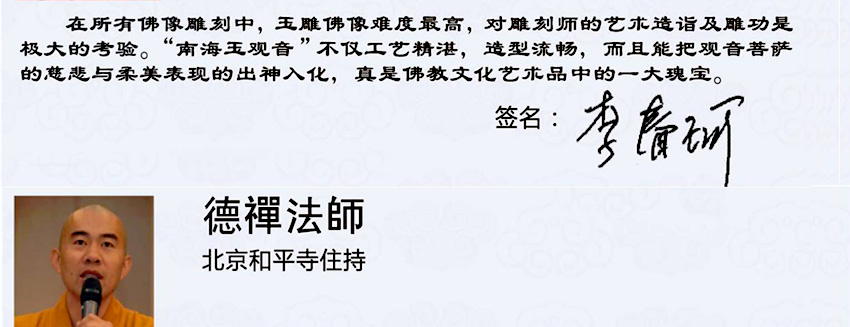 在所有佛像雕刻中，玉雕佛像难度最高，对雕刻师的艺术造诣及雕功是
极大的考验。“南海玉观音”不仅工艺精湛，造型流畅，而且能把观音菩萨
的慈悲与柔美表现的出神入化，真是佛教文化艺术品中的一大瑰宝。
签名：
德禪法師
北京和平寺住持